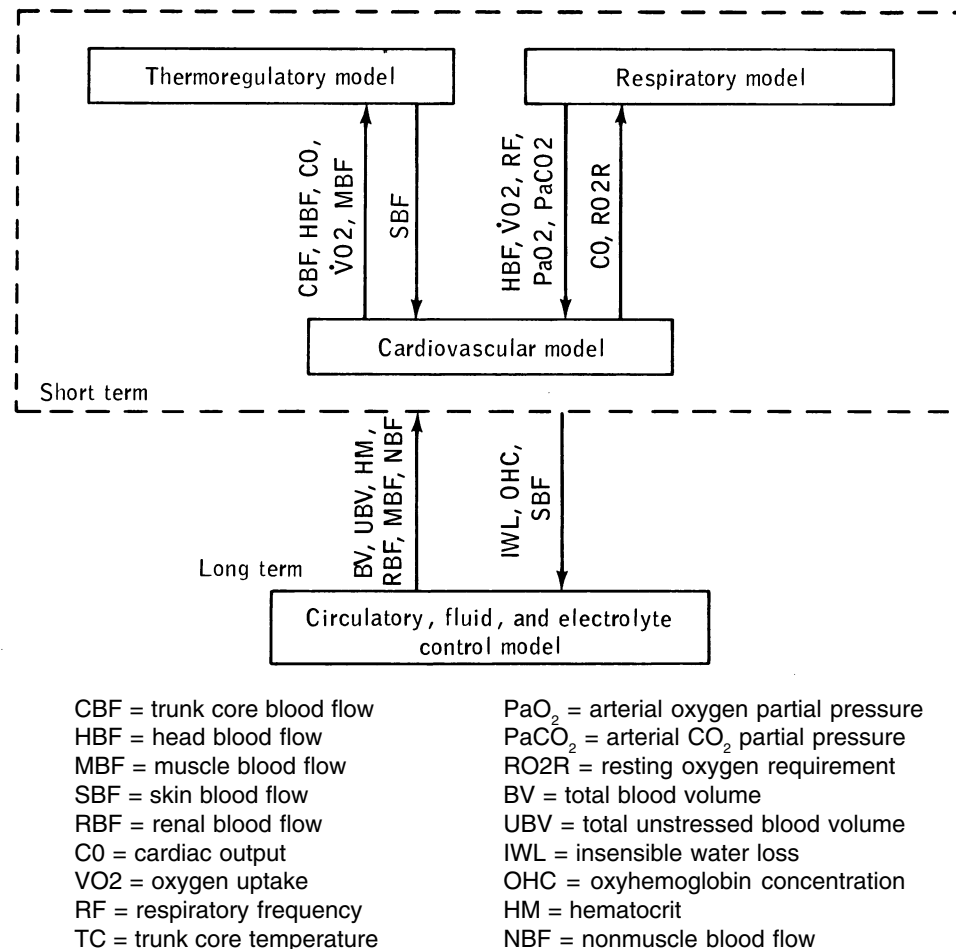 Thermoregulatory model
Respiratory model
CBF, HBF, CO,
V̇O2, MBF
SBF
HBF, V̇O2, RF,
PaO2, PaCO2
CO, RO2R
Cardiovascular model
Short term
BV, UBV, HM,
RBF, MBF, NBF
IWL, OHC,
SBF
Long term
Circulatory, fluid, and electrolyte
control model
CBF = trunk core blood flow
HBF = head blood flow
MBF = muscle blood flow
SBF = skin blood flow
RBF = renal blood flow
C0 = cardiac output
VO2 = oxygen uptake
RF = respiratory frequency
TC = trunk core temperature
PaO₂ = arterial oxygen partial pressure
PaCO₂ = arterial CO₂ partial pressure
RO2R = resting oxygen requirement
BV = total blood volume
UBV = total unstressed blood volume
IWL = insensible water loss
OHC = oxyhemoglobin concentration
HM = hematocrit
NBF = nonmuscle blood flow